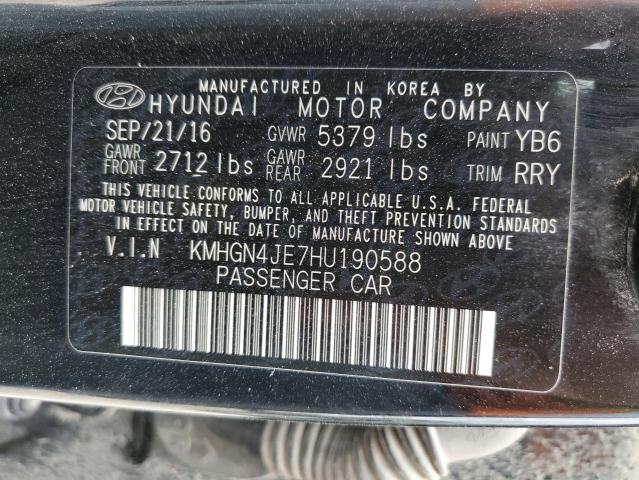 MANUFACTURED IN KOREA BY
HYUNDAI MOTOR COMPANY
SEP/21/16 GVWR 5379 lbs PAINT YB6
GAWR FRONT 2712 lbs GAWR REAR 2921 lbs TRIM RRY
THIS VEHICLE CONFORMS TO ALL APPLICABLE U.S.A. FEDERAL
MOTOR VEHICLE SAFETY, BUMPER, AND THEFT PREVENTION STANDARDS
IN EFFECT ON THE DATE OF MANUFACTURE SHOWN ABOVE
V.I.N KMHGN4JE7HU190588
PASSENGER CAR